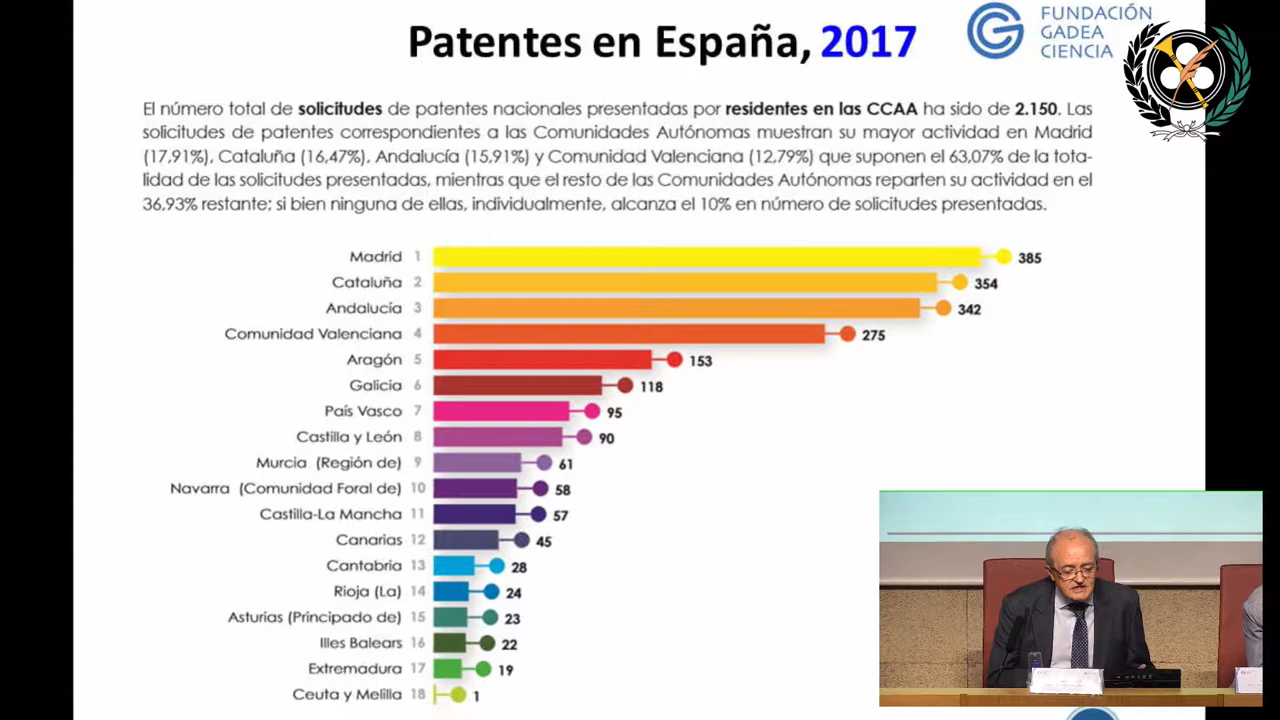 Patentes en España, 2017
FUNDACIÓN
GADEA
CIENCIA
El número total de solicitudes de patentes nacionales presentadas por residentes en las CCAA ha sido de 2.150. Las
solicitudes de patentes correspondientes a las Comunidades Autónomas muestran su mayor actividad en Madrid
(17,91%), Cataluña (16,47%), Andalucía (15,91%) y Comunidad Valenciana (12,79%) que suponen el 63,07% de la tota-
lidad de las solicitudes presentadas, mientras que el resto de las Comunidades Autónomas reparten su actividad en el
36,93% restante; si bien ninguna de ellas, individualmente, alcanza el 10% en número de solicitudes presentadas.
Madrid 1 385
Cataluña 2 354
Andalucía 3 342
Comunidad Valenciana 4 275
Aragón 5 153
Galicia 6 118
País Vasco 7 95
Castilla y León 8 90
Murcia (Región de) 9 61
Navarra (Comunidad Foral de) 10 58
Castilla-La Mancha 11 57
Canarias 12 45
Cantabria 13 28
Rioja (La) 14 24
Asturias (Principado de) 15 23
Illes Balears 16 22
Extremadura 17 19
Ceuta y Melilla 18 1